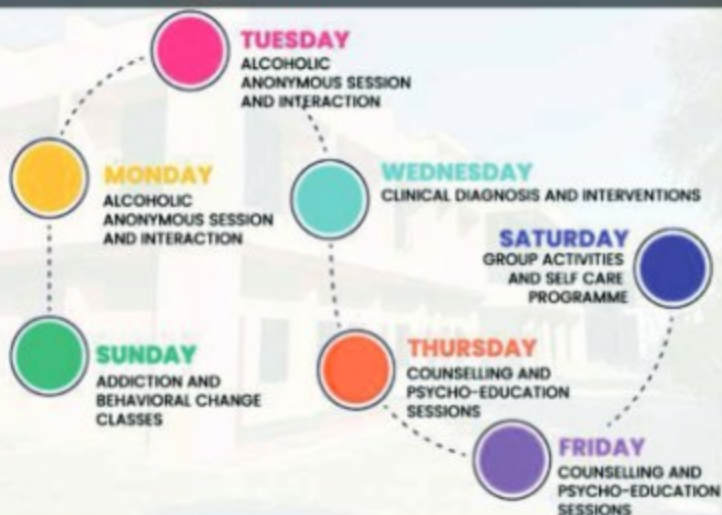 TUESDAY
ALCOHOLIC
ANONYMOUS SESSION
AND INTERACTION
MONDAY
ALCOHOLIC
ANONYMOUS SESSION
AND INTERACTION
WEDNESDAY
CLINICAL DIAGNOSIS AND INTERVENTIONS
SATURDAY
GROUP ACTIVITIES
AND SELF CARE
PROGRAMME
SUNDAY
ADDICTION AND
BEHAVIORAL CHANGE
CLASSES
THURSDAY
COUNSELLING AND
PSYCHO-EDUCATION
SESSIONS
FRIDAY
COUNSELLING AND
PSYCHO-EDUCATION
SESSIONS